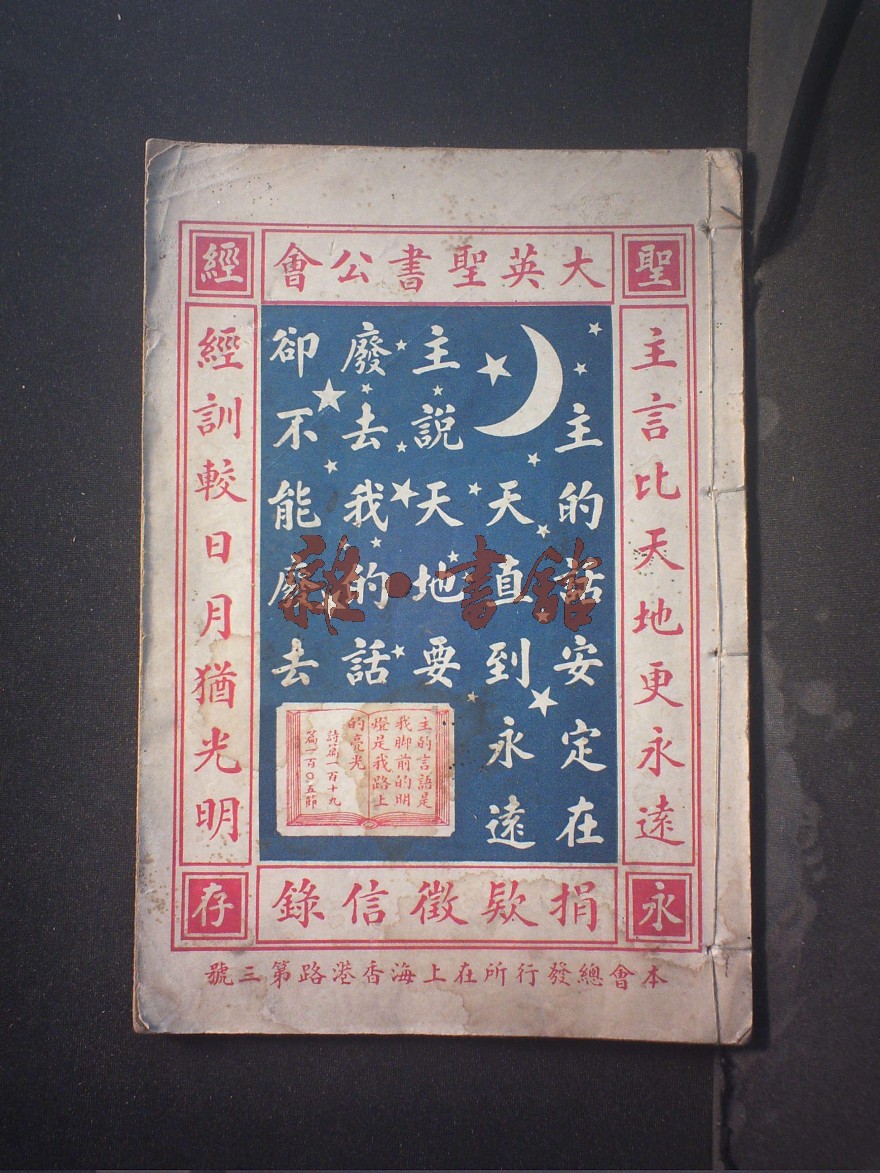 大英聖書公會
聖
經
永
存
主言比天地更永遠
主的話安定在
天直到永遠
主說天地要
廢去我的話
卻不能廢去
主的言語是
我脚前的明
燈是我路上
的亮光
詩篇一百十九
篇一百〇五節
經訓較日月猶光明
捐欵徵信錄
本會總發行所在上海香港路第三號
雜·書館